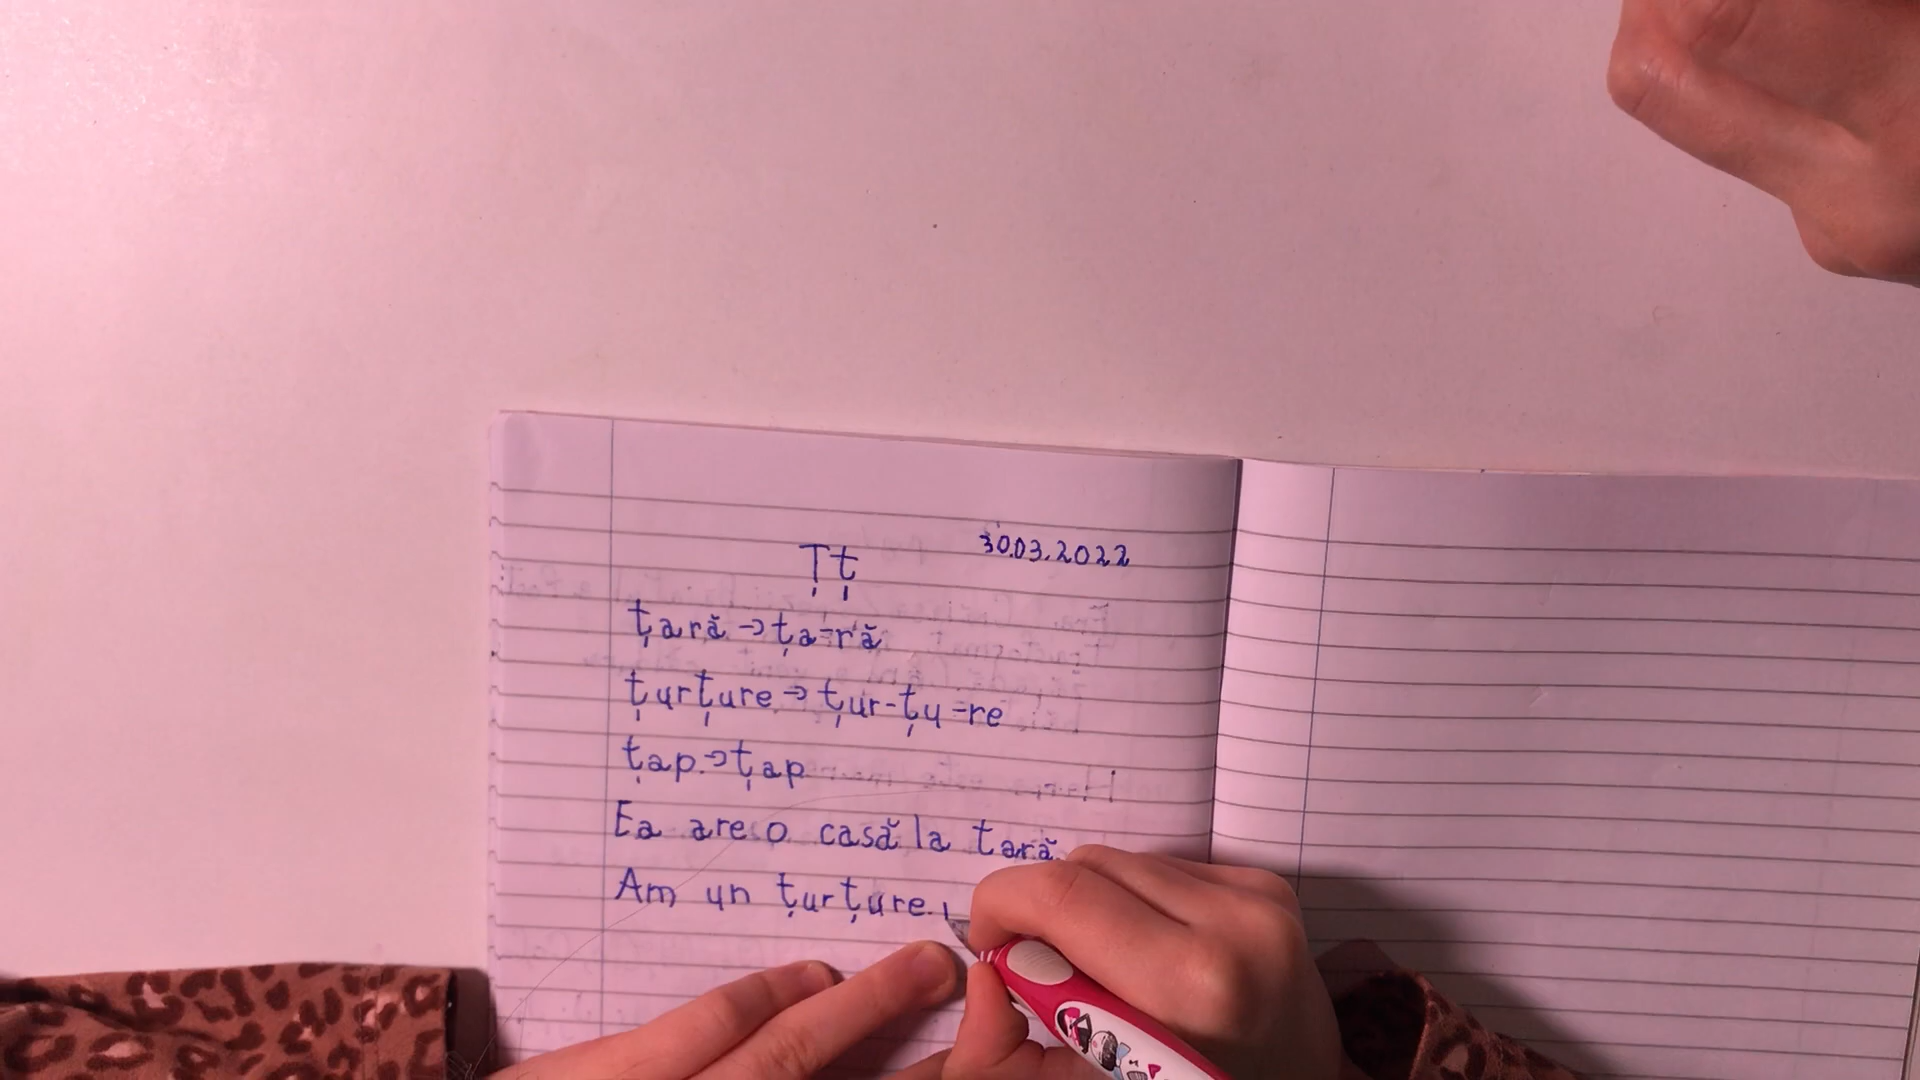 30.03.2022
Țț
țară → ța-ră
țurțure → țur-țu-re
țap. → țap
Ea are o casă la tară
Am un țurțure.